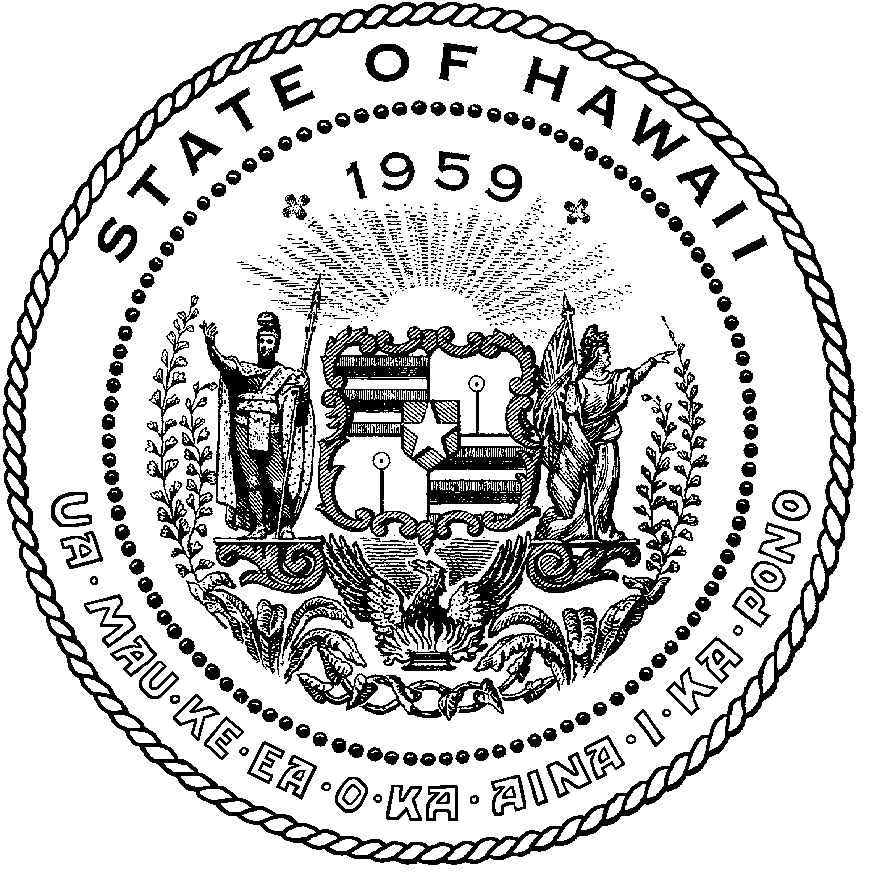 STATE OF HAWAII
1959
UA · MAU · KE · EA · O · KA · AINA · I · KA · PONO